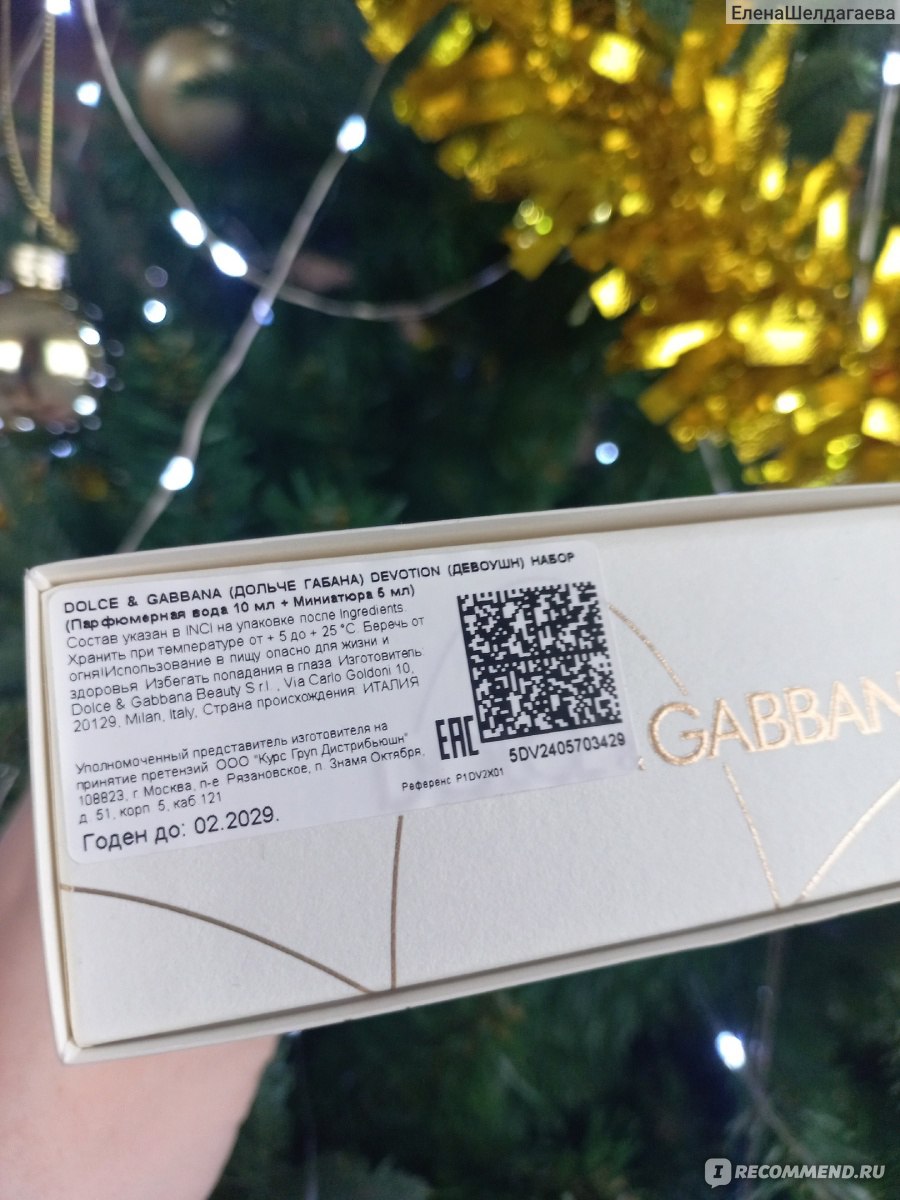 ЕленаШелдагаева
DOLCE & GABBANA (ДОЛЬЧЕ ГАБАНА) DEVOTION (ДЕВОУШН) НАБОР
(Парфюмерная вода 10 мл + Миниатюра 5 мл)
Состав указан в INCI на упаковке после Ingredients.
Хранить при температуре от + 5 до + 25 °С. Беречь от
огня!Использование в пищу опасно для жизни и
здоровья. Избегать попадания в глаза. Изготовитель
Dolce & Gabbana Beauty S.r.l. , Via Carlo Goldoni 10,
20129, Milan, Italy, Страна происхождения: ИТАЛИЯ
Уполномоченный представитель изготовителя на
принятие претензий: ООО "Курс Груп Дистрибьюшн"
108823, г Москва, п-е Рязановское, п. Знамя Октября,
д. 51, корп. 5, каб 121
Годен до: 02.2029.
EAC
5DV2405703429
Референс P1DV2X01
GABBAN
I RECOMMEND.RU